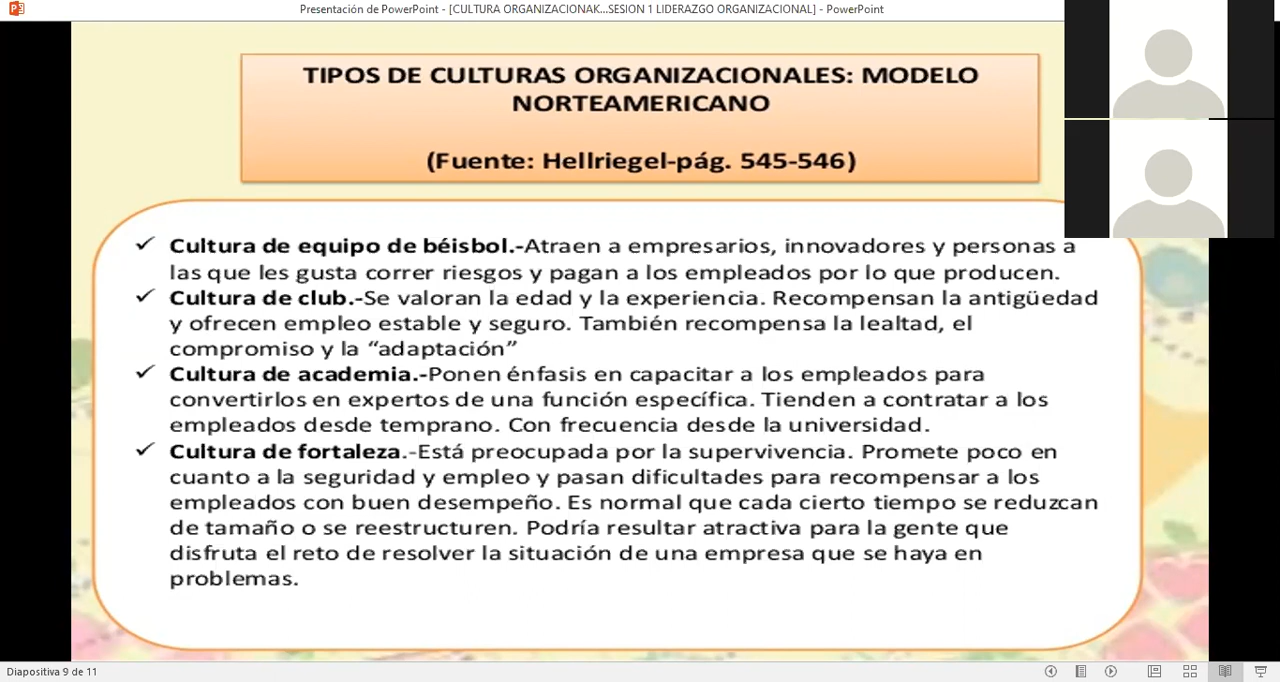 Presentación de PowerPoint - [CULTURA ORGANIZACIONAK...SESION 1 LIDERAZGO ORGANIZACIONAL] - PowerPoint
TIPOS DE CULTURAS ORGANIZACIONALES: MODELO
NORTEAMERICANO
(Fuente: Hellriegel-pág. 545-546)
✓ Cultura de equipo de béisbol.-Atraen a empresarios, innovadores y personas a
las que les gusta correr riesgos y pagan a los empleados por lo que producen.
✓ Cultura de club.-Se valoran la edad y la experiencia. Recompensan la antigüedad
y ofrecen empleo estable y seguro. También recompensa la lealtad, el
compromiso y la “adaptación”
✓ Cultura de academia.-Ponen énfasis en capacitar a los empleados para
convertirlos en expertos de una función específica. Tienden a contratar a los
empleados desde temprano. Con frecuencia desde la universidad.
✓ Cultura de fortaleza.-Está preocupada por la supervivencia. Promete poco en
cuanto a la seguridad y empleo y pasan dificultades para recompensar a los
empleados con buen desempeño. Es normal que cada cierto tiempo se reduzcan
de tamaño o se reestructuren. Podría resultar atractiva para la gente que
disfruta el reto de resolver la situación de una empresa que se haya en
problemas.
Diapositiva 9 de 11